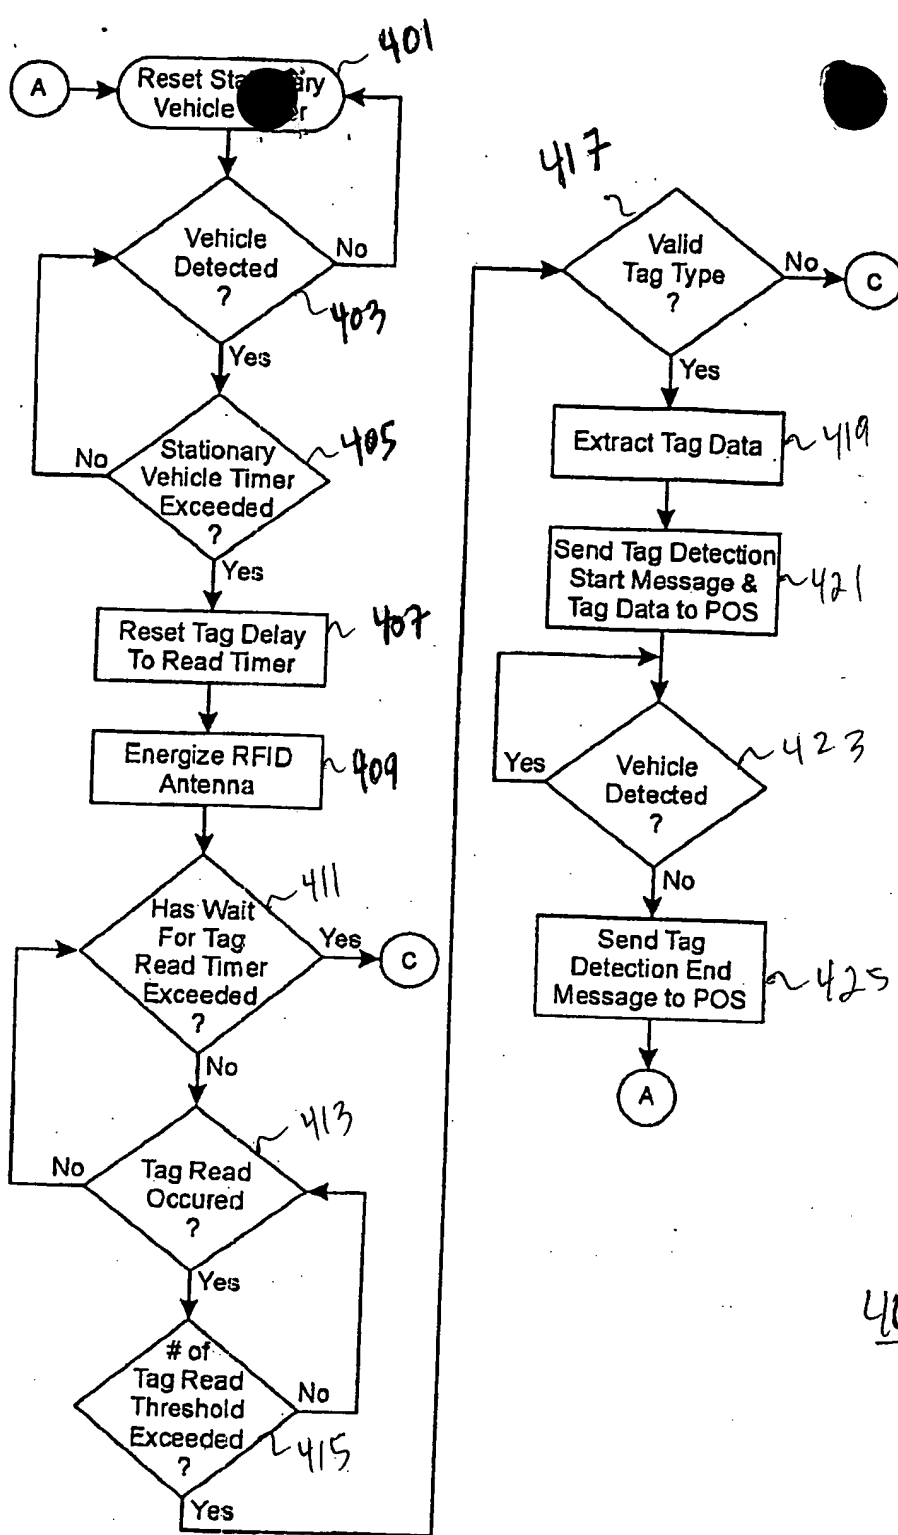 401
A
Reset
Vehicle
Vehicle
Detected
?
No
403
Yes
Stationary
Vehicle Timer
Exceeded
?
No
405
Yes
Reset Tag Delay
To Read Timer
407
Energize RFID
Antenna
409
411
Has Wait
For Tag
Read Timer
Exceeded
?
Yes
C
No
413
Tag Read
Occured
?
No
Yes
# of
Tag Read
Threshold
Exceeded
?
No
415
Yes
417
Valid
Tag Type
?
No
C
Yes
Extract Tag Data
419
Send Tag Detection
Start Message &
Tag Data to POS
421
Vehicle
Detected
?
Yes
423
No
Send Tag
Detection End
Message to POS
425
A